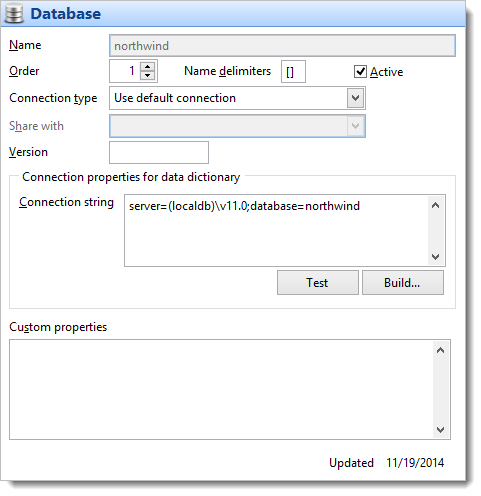 Database
Name northwind
Order 1 Name delimiters [] Active
Connection type Use default connection
Share with
Version
Connection properties for data dictionary
Connection string server=(localdb)\v11.0;database=northwind
Test Build...
Custom properties
Updated 11/19/2014